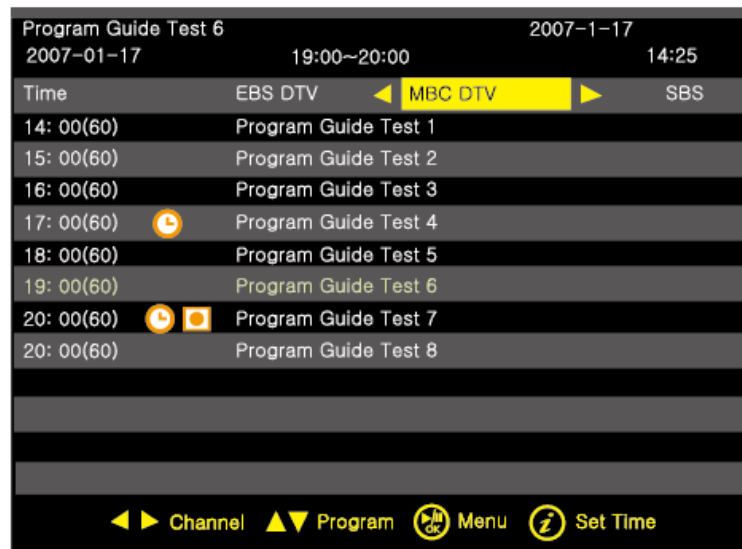 Program Guide Test 6 2007-1-17
2007-01-17 19:00~20:00 14:25
Time EBS DTV MBC DTV SBS
14: 00(60) Program Guide Test 1
15: 00(60) Program Guide Test 2
16: 00(60) Program Guide Test 3
17: 00(60) Program Guide Test 4
18: 00(60) Program Guide Test 5
19: 00(60) Program Guide Test 6
20: 00(60) Program Guide Test 7
20: 00(60) Program Guide Test 8
Channel Program OK Menu i Set Time